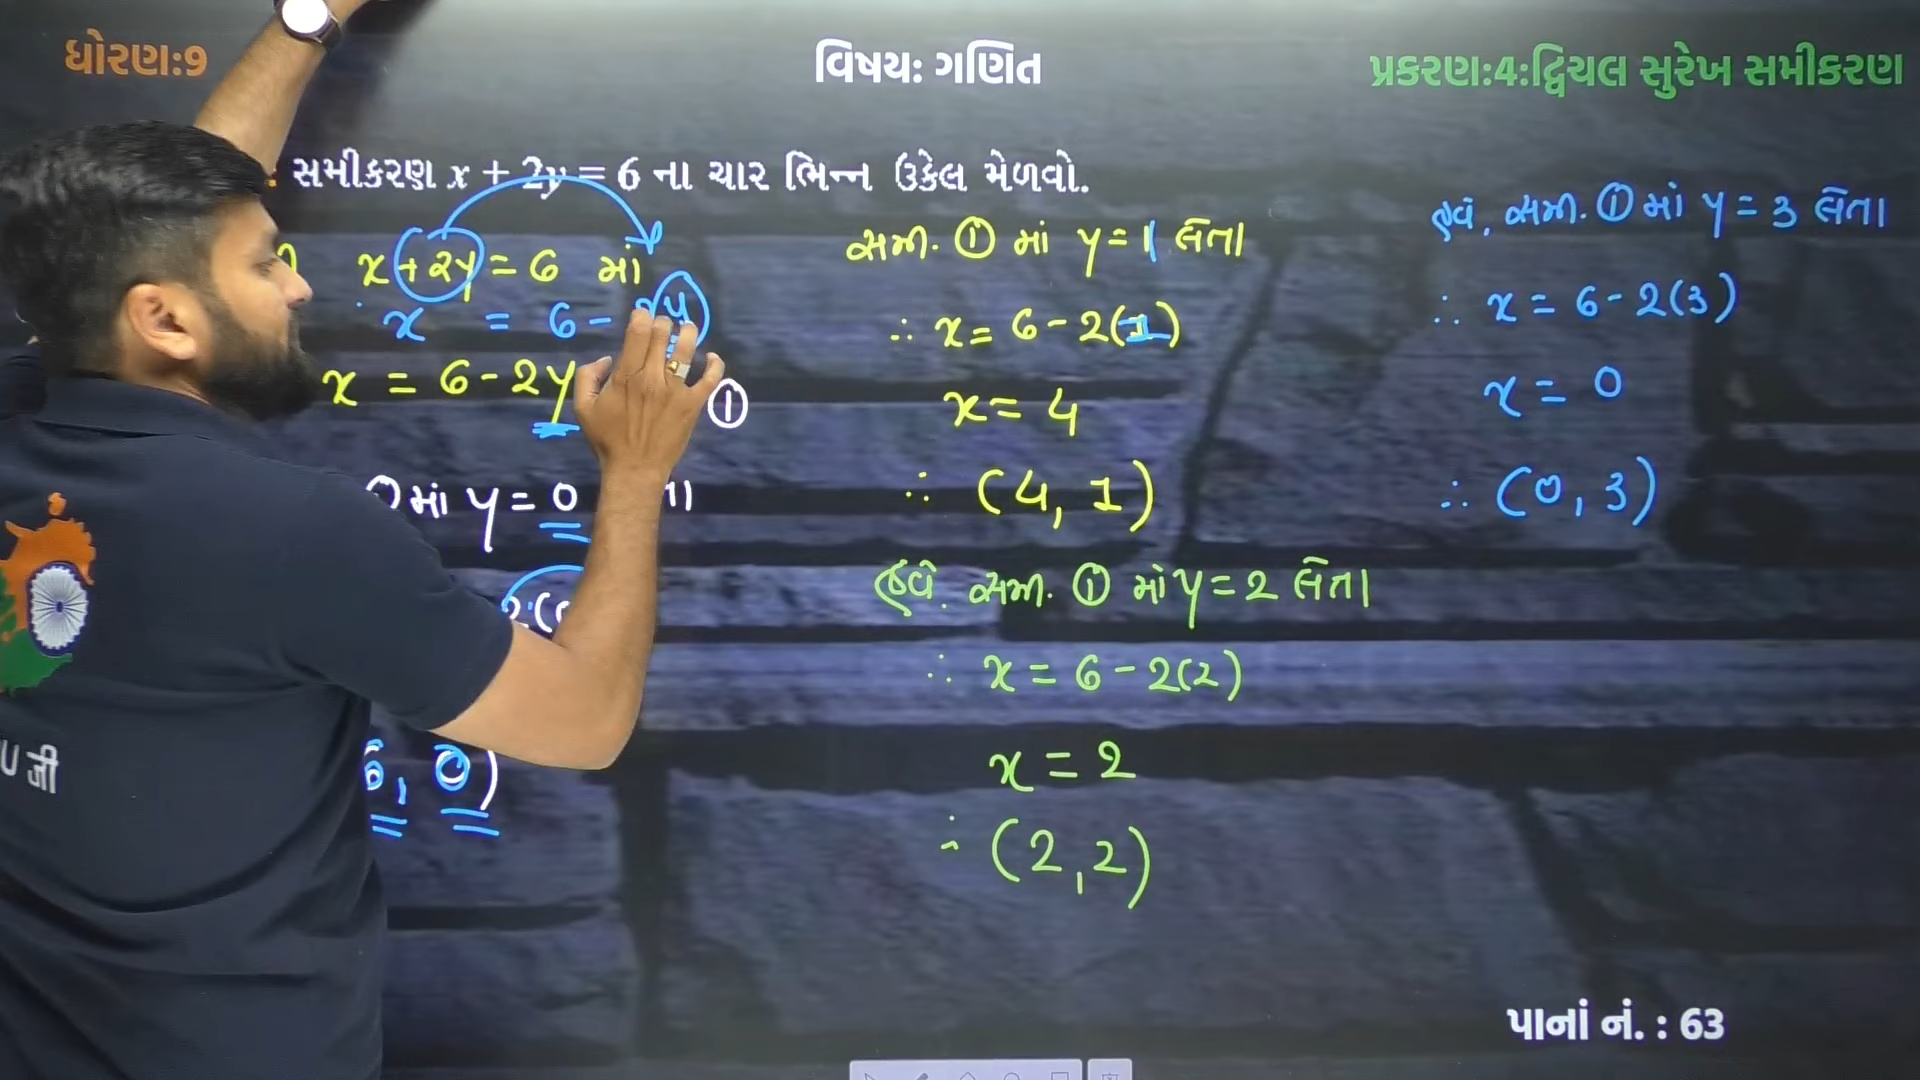 ધોરણ:9
વિષય: ગણિત
પ્રકરણ:4:દ્વિચલ સુરેખ સમીકરણ
સમીકરણ x + 2y = 6 ના ચાર ભિન્ન ઉકેલ મેળવો.
x + 2y = 6 માં
x = 6 -
x = 6 - 2y
①
① માં y = 0
6, 0)
સમી. ① માં y = 1 લેતા
∴ x = 6 - 2(1)
x = 4
∴ (4, 1)
હવે, સમી. ① માં y = 2 લેતા
∴ x = 6 - 2(2)
x = 2
∴ (2, 2)
હવે, સમી. ① માં y = 3 લેતા
∴ x = 6 - 2(3)
x = 0
∴ (0, 3)
પાનાં નં. : 63
U જી